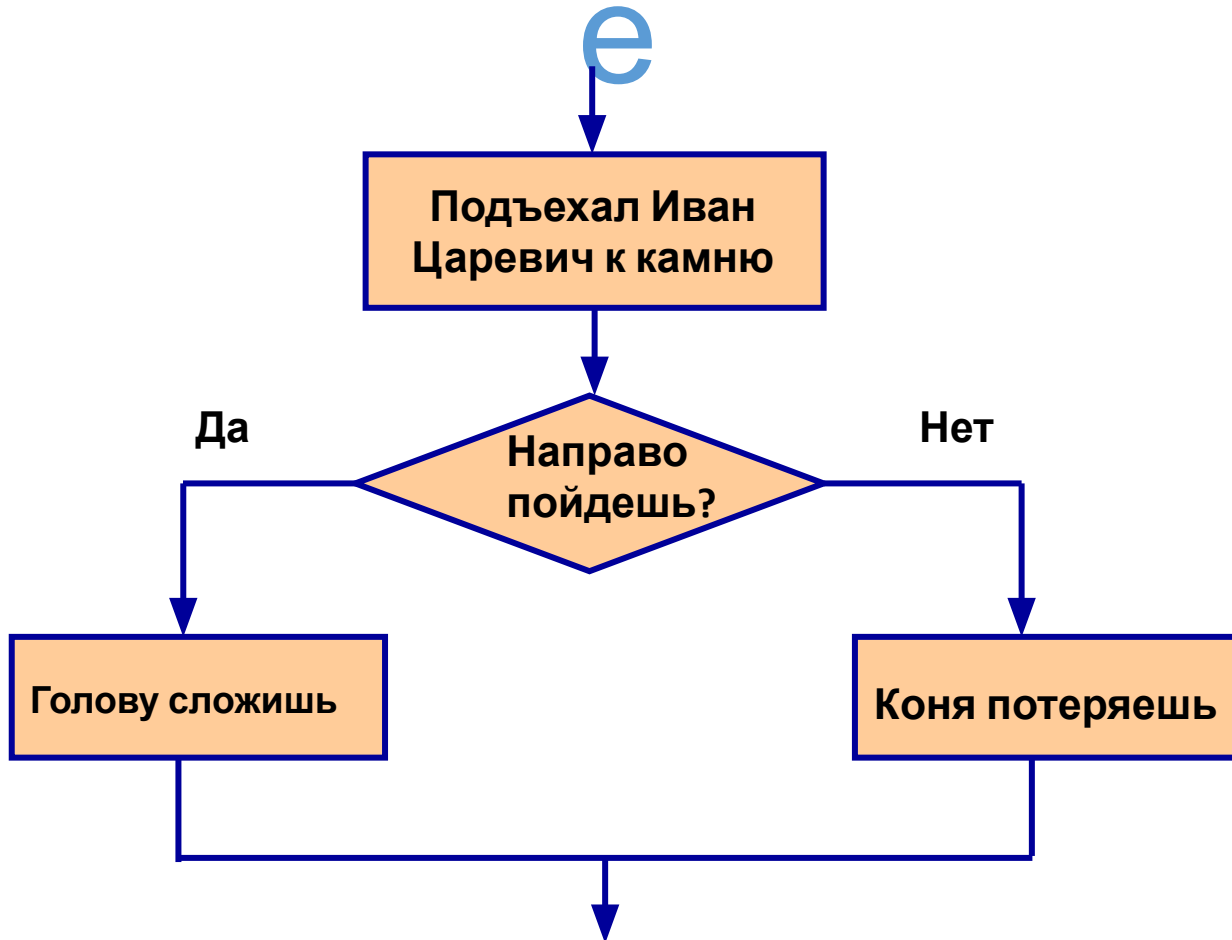 е
Подъехал Иван
Царевич к камню
Да
Нет
Направо
пойдешь?
Голову сложишь
Коня потеряешь